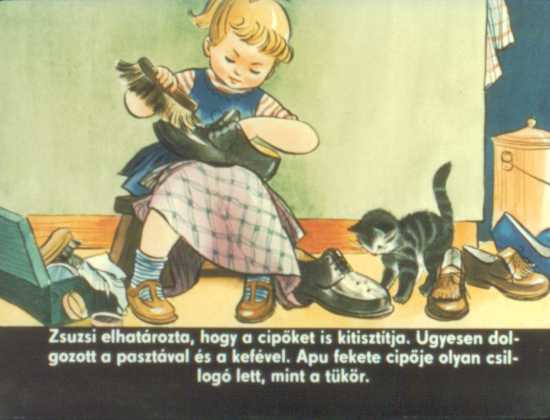 Zsuzsi elhatározta, hogy a cipőket is kitisztítja. Ugyesen dol-
gozott a pasztával és a kefével. Apu fekete cipője olyan csil-
logó lett, mint a tükör.